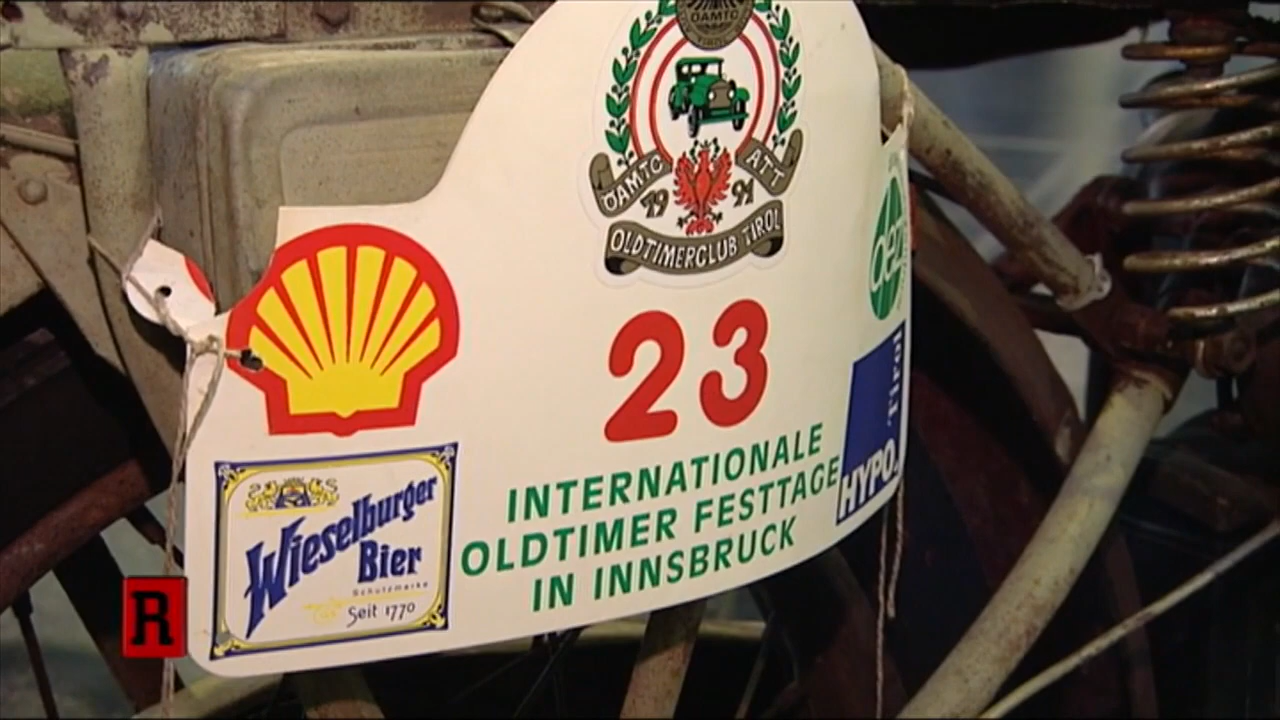 ÖAMTC
ÖAMTC ATT
19 91
OLDTIMERCLUB TIROL
23
INTERNATIONALE
OLDTIMER FESTTAGE
IN INNSBRUCK
Wieselburger
Bier
Schutzmarke
Seit 1770
HYPO
Tirol
R